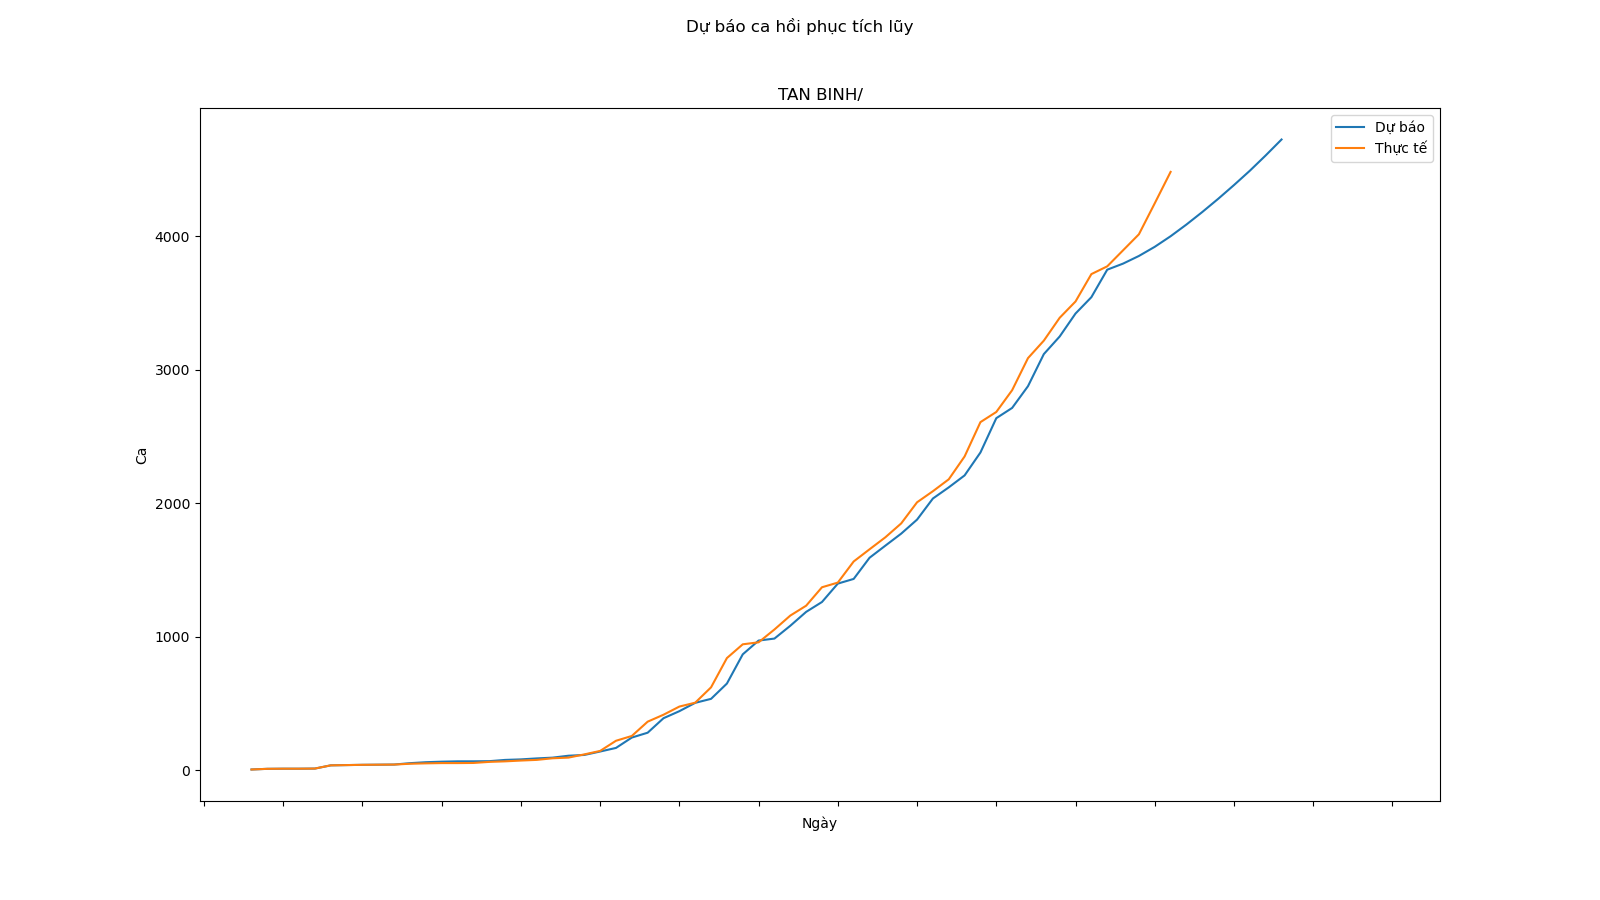 Dự báo ca hồi phục tích lũy
TAN BINH/
Dự báo
Thực tế
4000
3000
2000
1000
0
Ca
Ngày